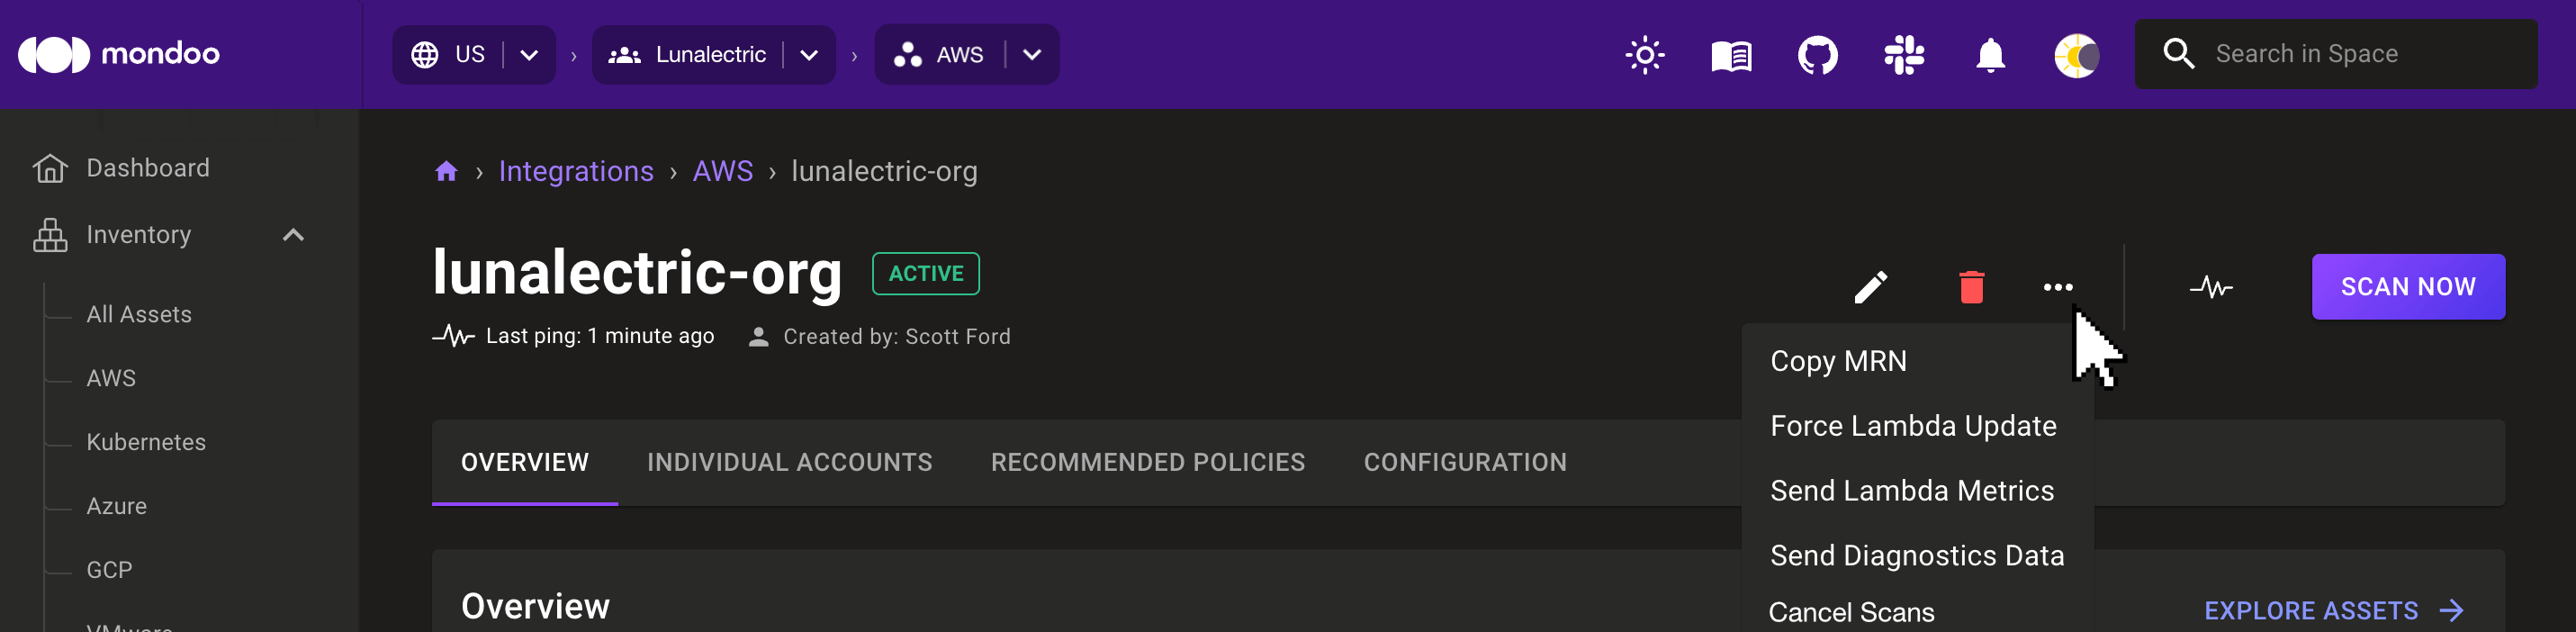 mondoo
US
Lunalectric
AWS
Search in Space
Dashboard
Inventory
All Assets
AWS
Kubernetes
Azure
GCP
VMware
› Integrations › AWS › lunalectric-org
lunalectric-org
ACTIVE
Last ping: 1 minute ago
Created by: Scott Ford
SCAN NOW
Copy MRN
Force Lambda Update
Send Lambda Metrics
Send Diagnostics Data
Cancel Scans
OVERVIEW INDIVIDUAL ACCOUNTS RECOMMENDED POLICIES CONFIGURATION
Overview
EXPLORE ASSETS